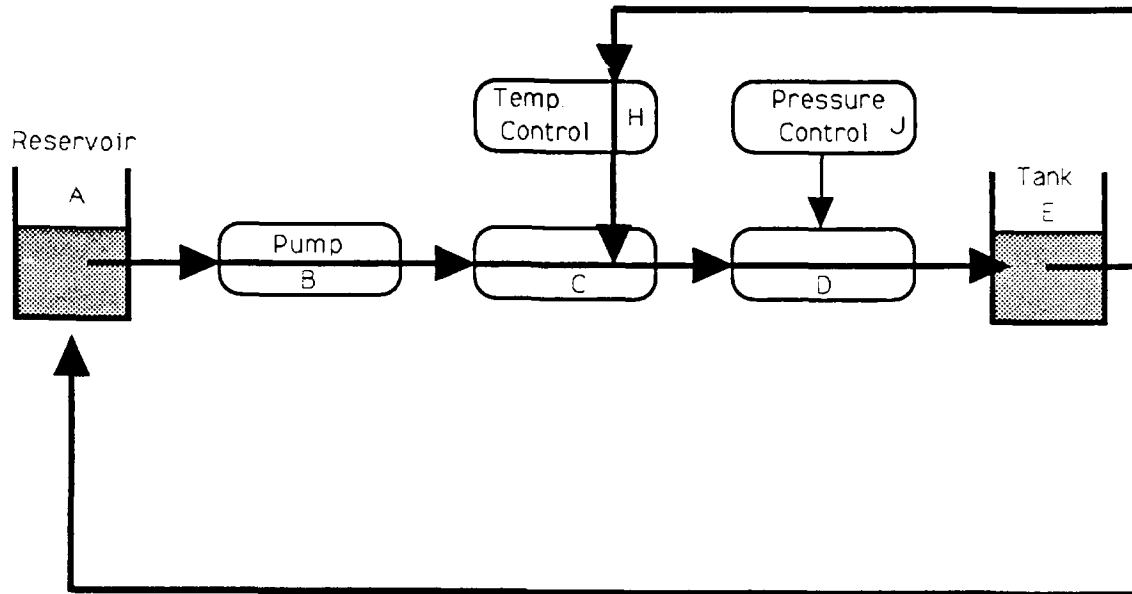 Temp.
Control
H
Pressure
Control J
Reservoir
A
Tank
E
Pump
B
C
D